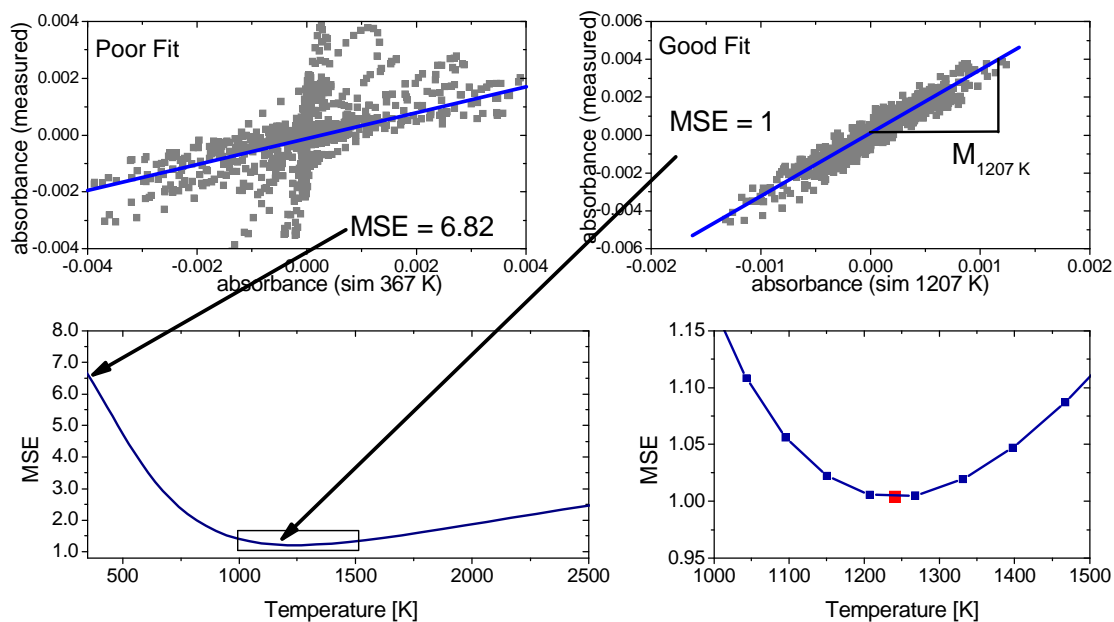 Poor Fit
absorbance (measured)
0.004
0.002
0.000
-0.002
-0.004
MSE = 6.82
-0.004 -0.002 0.000 0.002 0.004
absorbance (sim 367 K)
Good Fit
absorbance (measured)
0.006
0.004
0.002
0.000
-0.002
-0.004
-0.006
MSE = 1
M1207 K
-0.002 -0.001 0.000 0.001 0.002
absorbance (sim 1207 K)
MSE
8.0
7.0
6.0
5.0
4.0
3.0
2.0
1.0
500 1000 1500 2000 2500
Temperature [K]
MSE
1.15
1.10
1.05
1.00
0.95
1000 1100 1200 1300 1400 1500
Temperature [K]